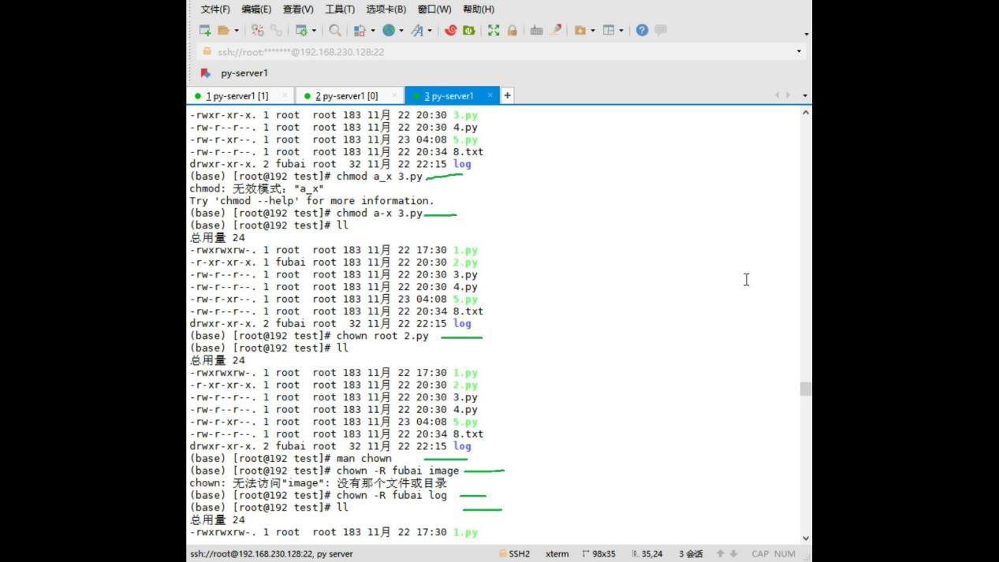 文件(F) 编辑(E) 查看(V) 工具(T) 选项卡(B) 窗口(W) 帮助(H)
ssh://root:*******@192.168.230.128:22
py-server1
1 py-server1 [1] × 2 py-server1 [0] × 3 py-server1 × +
-rwxr-xr-x. 1 root  root 183 11月 22 20:30 3.py
-rw-r--r--. 1 root  root 183 11月 22 20:30 4.py
-rw-r-xr--. 1 root  root 183 11月 23 04:08 5.py
-rw-r--r--. 1 root  root 183 11月 22 20:34 8.txt
drwxr-xr-x. 2 fubai root  32 11月 22 22:15 log
(base) [root@192 test]# chmod a_x 3.py
chmod: 无效模式："a_x"
Try 'chmod --help' for more information.
(base) [root@192 test]# chmod a-x 3.py
(base) [root@192 test]# ll
总用量 24
-rwxrwxrw-. 1 root  root 183 11月 22 17:30 1.py
-r-xr-xr-x. 1 fubai root 183 11月 22 20:30 2.py
-rw-r--r--. 1 root  root 183 11月 22 20:30 3.py
-rw-r--r--. 1 root  root 183 11月 22 20:30 4.py
-rw-r-xr--. 1 root  root 183 11月 23 04:08 5.py
-rw-r--r--. 1 root  root 183 11月 22 20:34 8.txt
drwxr-xr-x. 2 fubai root  32 11月 22 22:15 log
(base) [root@192 test]# chown root 2.py
(base) [root@192 test]# ll
总用量 24
-rwxrwxrw-. 1 root  root 183 11月 22 17:30 1.py
-r-xr-xr-x. 1 root  root 183 11月 22 20:30 2.py
-rw-r--r--. 1 root  root 183 11月 22 20:30 3.py
-rw-r--r--. 1 root  root 183 11月 22 20:30 4.py
-rw-r-xr--. 1 root  root 183 11月 23 04:08 5.py
-rw-r--r--. 1 root  root 183 11月 22 20:34 8.txt
drwxr-xr-x. 2 fubai root  32 11月 22 22:15 log
(base) [root@192 test]# man chown
(base) [root@192 test]# chown -R fubai image
chown: 无法访问"image": 没有那个文件或目录
(base) [root@192 test]# chown -R fubai log
(base) [root@192 test]# ll
总用量 24
-rwxrwxrw-. 1 root  root 183 11月 22 17:30 1.py
ssh://root@192.168.230.128:22, py server SSH2 xterm 98x35 35,24 3 会话 CAP NUM